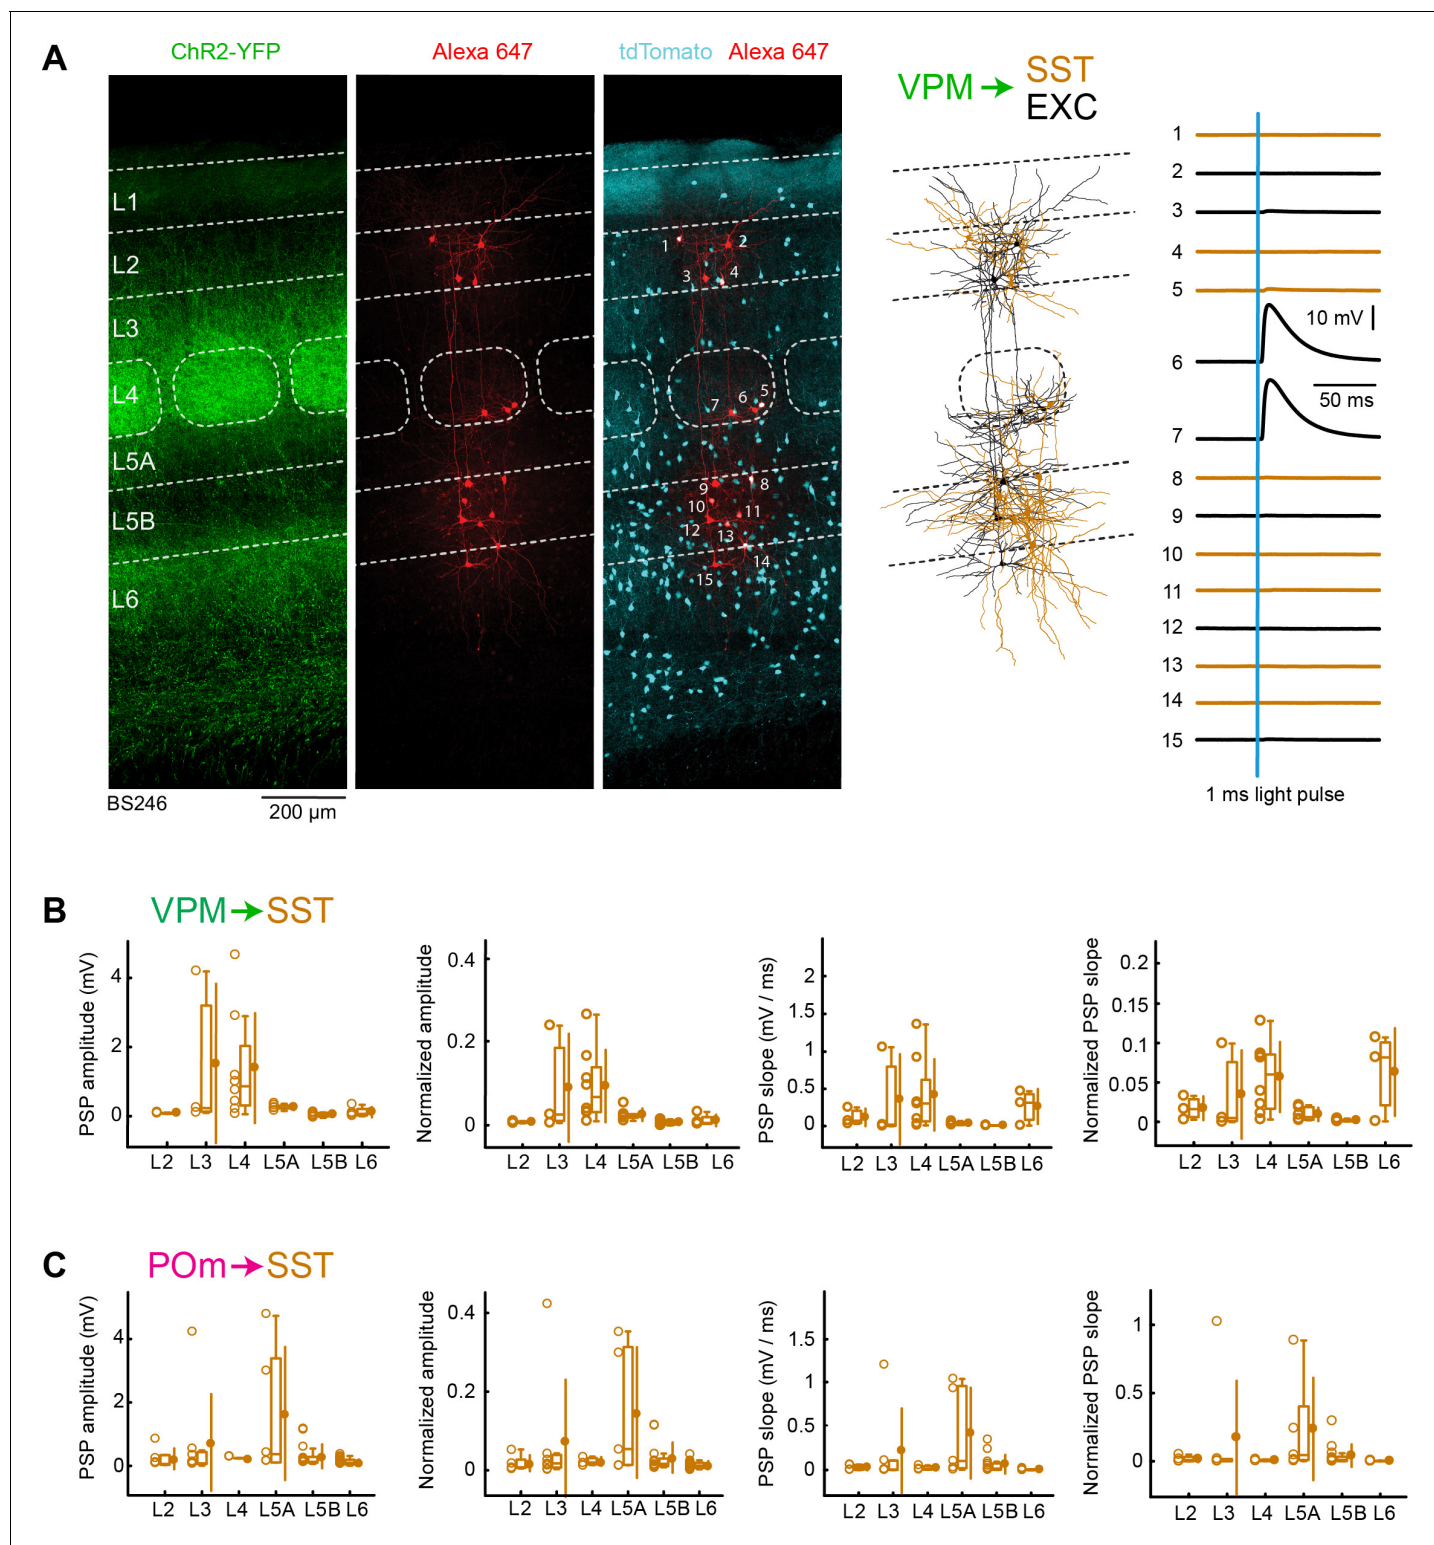 A
ChR2-YFP
Alexa 647
tdTomato Alexa 647
VPM → SST
EXC
L1
L2
L3
L4
L5A
L5B
L6
1
2
3
4
5
6
7
8
9
10
11
12
13
14
15
1
2
3
4
5
6
7
8
9
10
11
12
13
14
15
10 mV
50 ms
1 ms light pulse
BS246
200 µm
B
VPM → SST
PSP amplitude (mV)
4
2
0
L2 L3 L4 L5A L5B L6
Normalized amplitude
0.4
0.2
0
L2 L3 L4 L5A L5B L6
PSP slope (mV / ms)
2
1.5
1
0.5
0
L2 L3 L4 L5A L5B L6
Normalized PSP slope
0.2
0.15
0.1
0.05
0
L2 L3 L4 L5A L5B L6
C
POm → SST
PSP amplitude (mV)
4
2
0
L2 L3 L4 L5A L5B L6
Normalized amplitude
0.4
0.2
0
L2 L3 L4 L5A L5B L6
PSP slope (mV / ms)
1.5
1
0.5
0
L2 L3 L4 L5A L5B L6
Normalized PSP slope
1
0.5
0
L2 L3 L4 L5A L5B L6